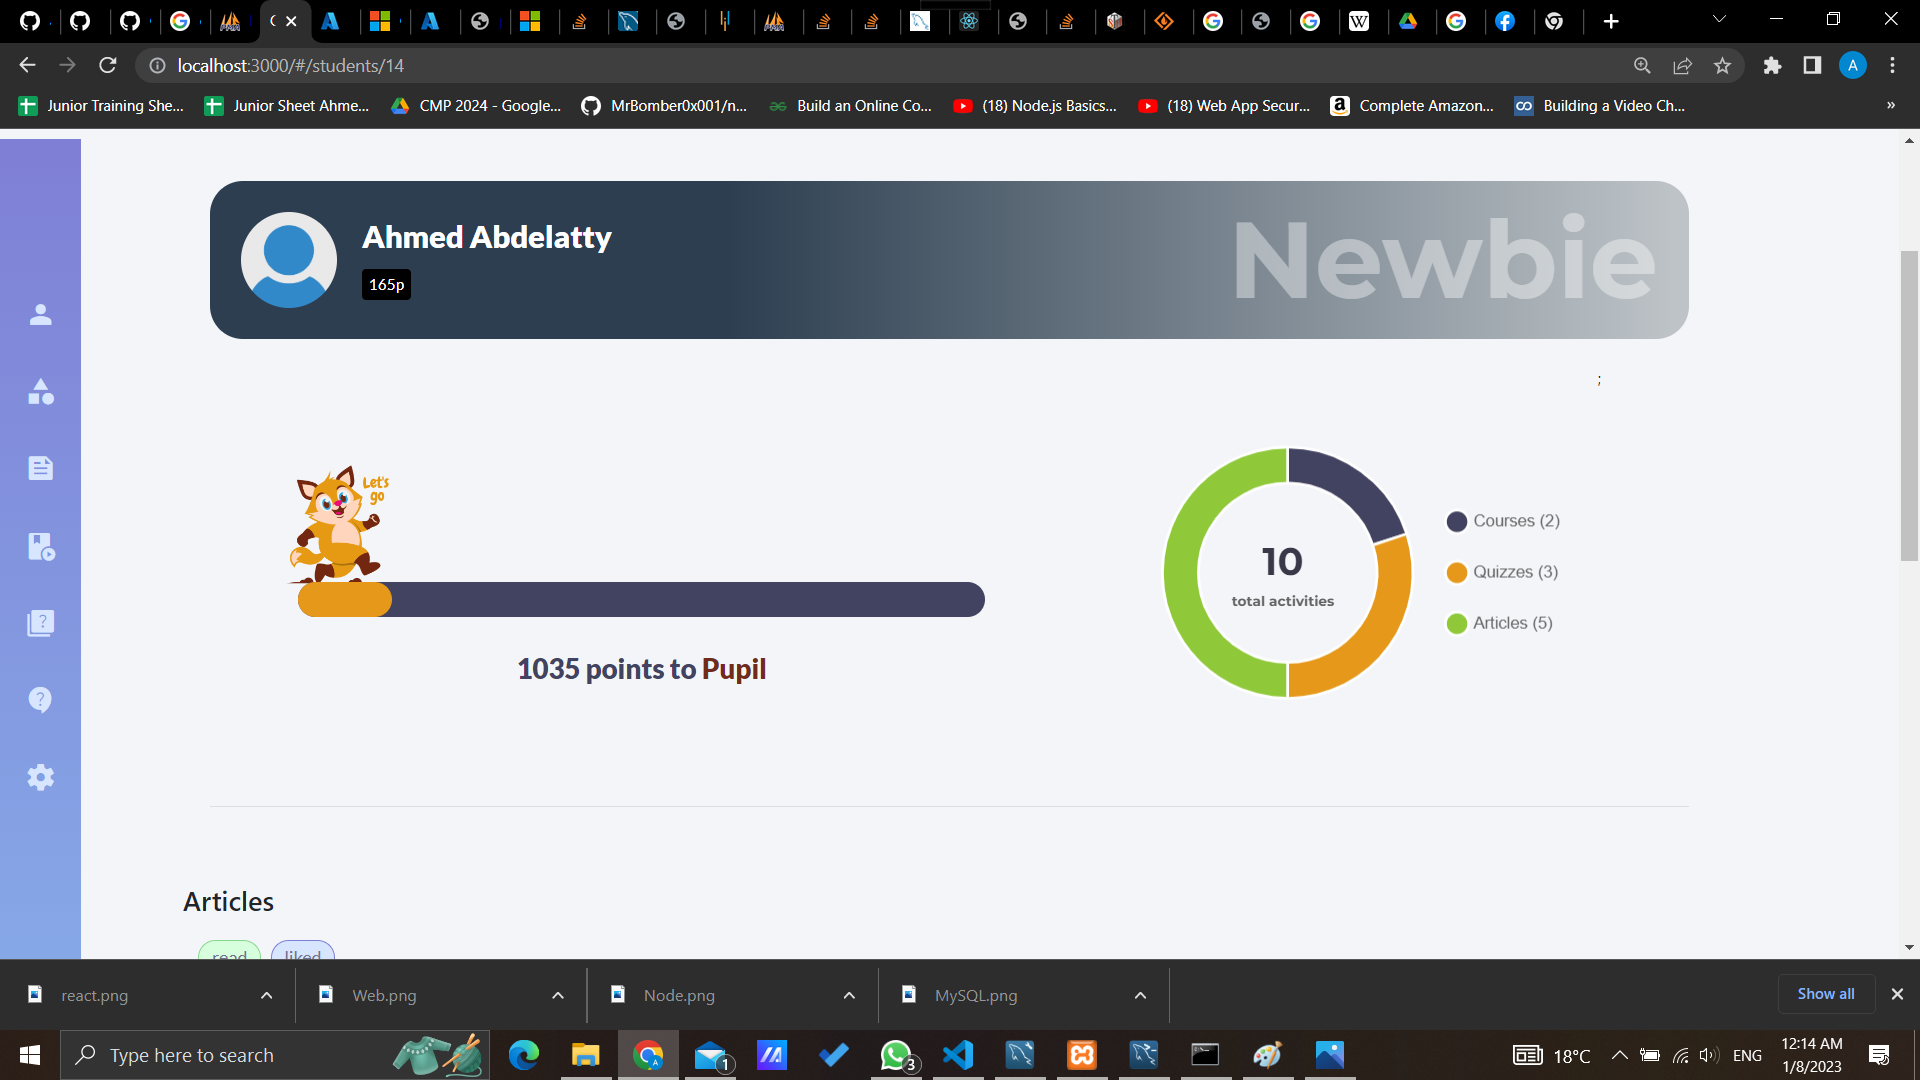 localhost:3000/#/students/14
A
Junior Training She...
Junior Sheet Ahme...
CMP 2024 - Google...
MrBomber0x001/n...
Build an Online Co...
(18) Node.js Basics...
(18) Web App Secur...
Complete Amazon...
Building a Video Ch...
»
Ahmed Abdelatty
165p
Newbie
;
Let's
go
1035 points to Pupil
10
total activities
Courses (2)
Quizzes (3)
Articles (5)
Articles
read
liked
react.png
Web.png
Node.png
MySQL.png
Show all
Type here to search
1
3
18°C
ENG
12:14 AM
1/8/2023